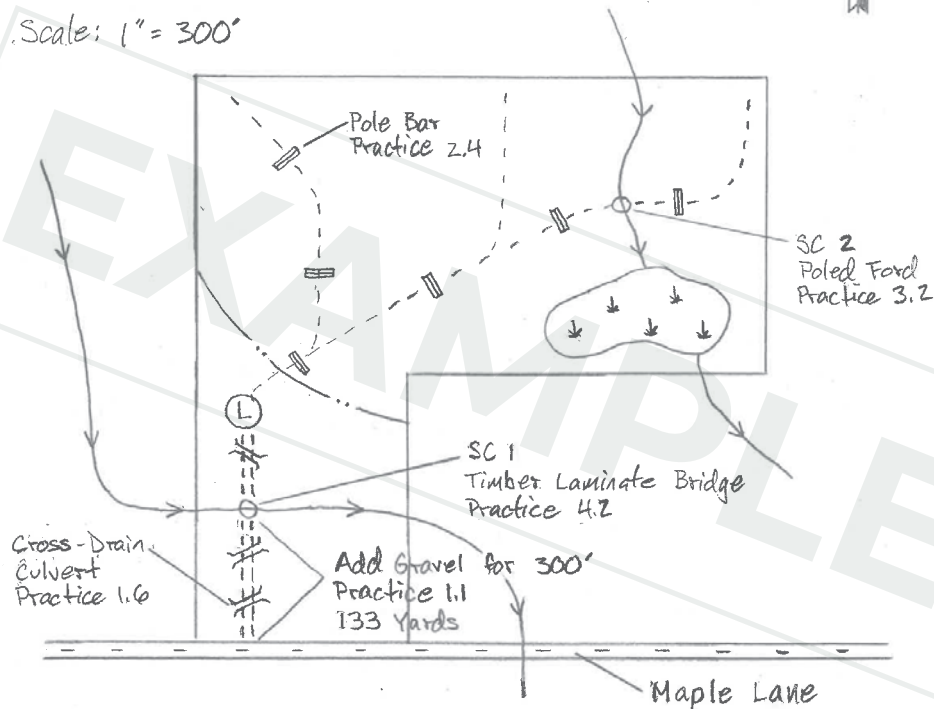 Scale: 1" = 300'
Pole Bar
Practice 2.4
SC 2
Poled Ford
Practice 3.2
L
SC 1
Timber Laminate Bridge
Practice 4.2
Cross-Drain
Culvert
Practice 1.6
Add Gravel for 300'
Practice 1.1
133 Yards
Maple Lane
EXAMPLE